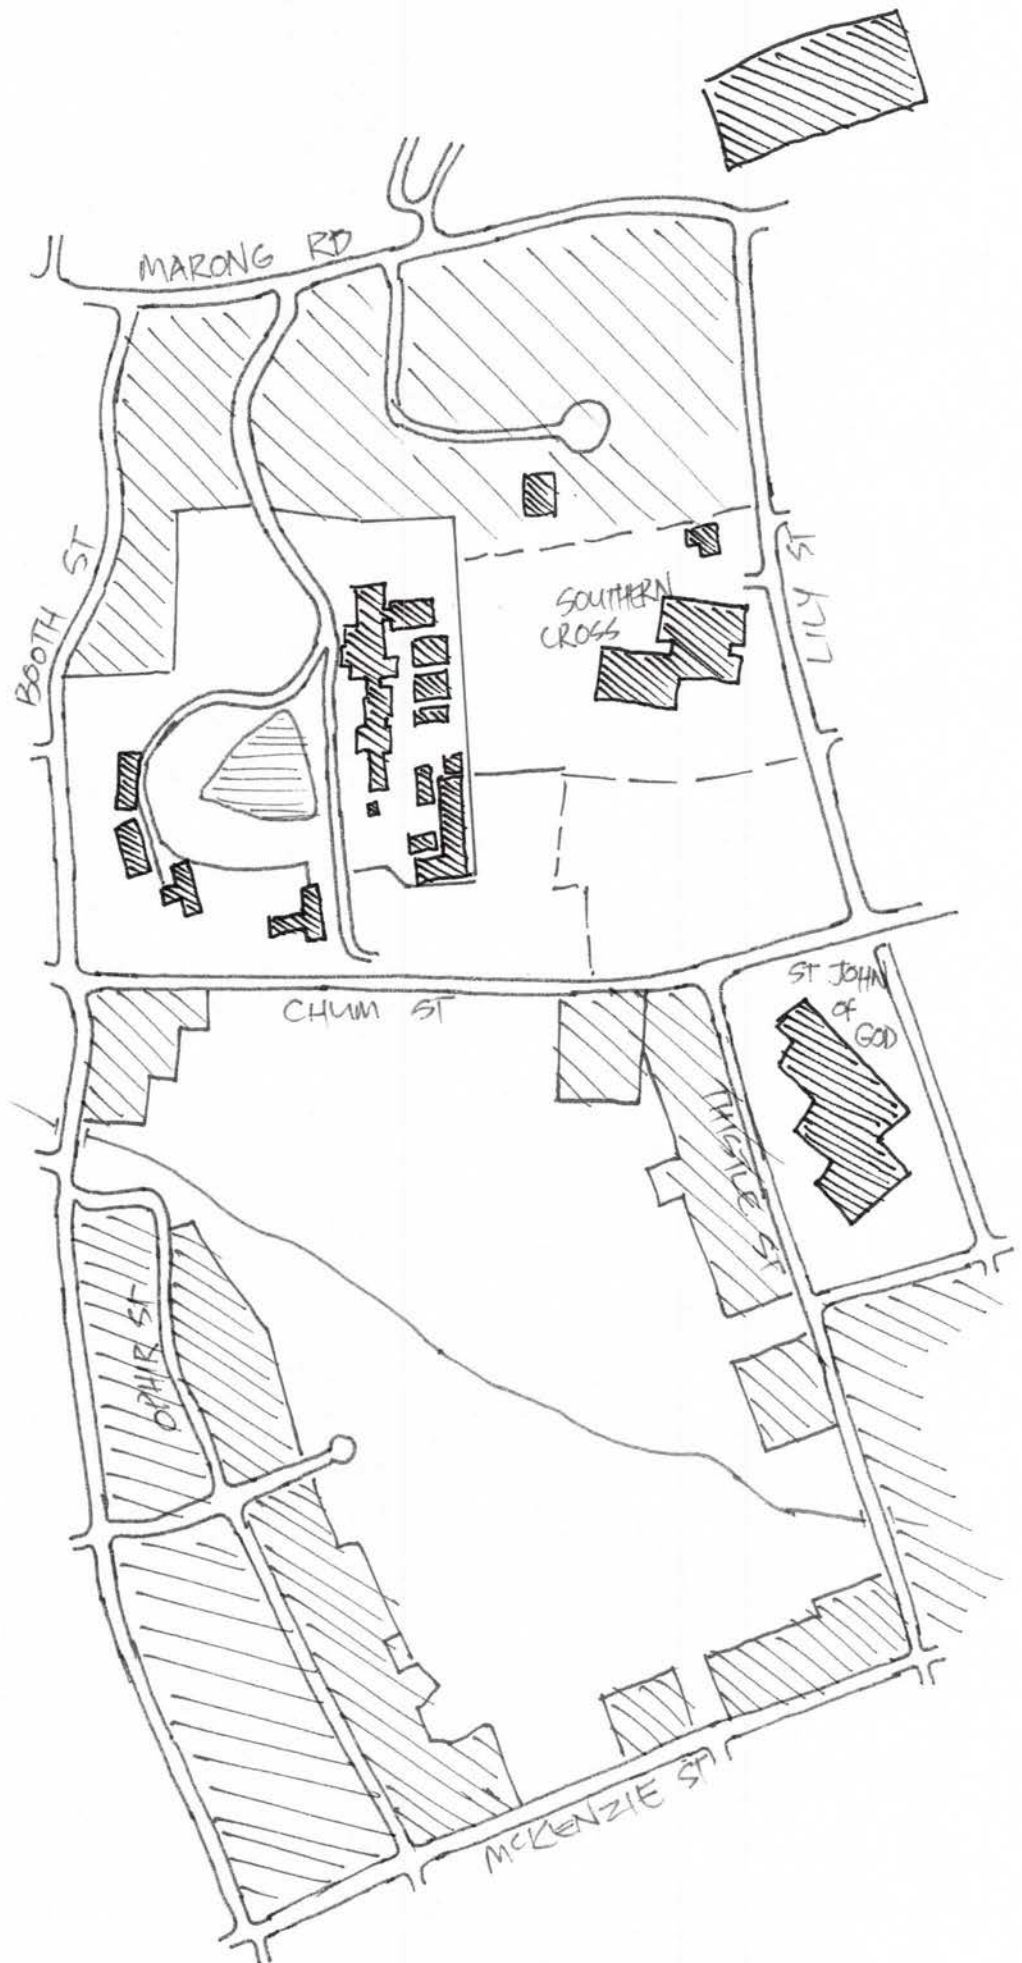 MARONG RD
BOOTH ST
SOUTHERN
CROSS
LILY ST
CHUM ST
ST JOHN
OF
GOD
THISTLE ST
OPHIR ST
McKENZIE ST